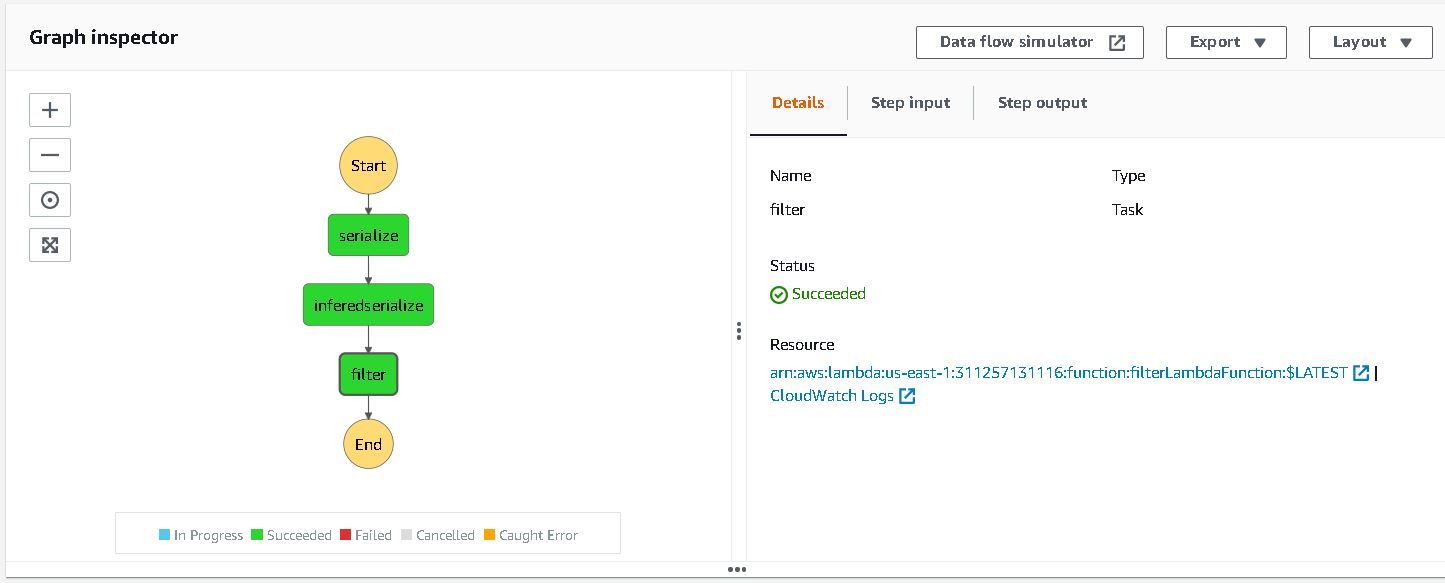 Graph inspector
Data flow simulator
Export
Layout
Details
Step input
Step output
Start
serialize
inferedserialize
filter
End
In Progress Succeeded Failed Cancelled Caught Error
Name Type
filter Task
Status
Succeeded
Resource
arn:aws:lambda:us-east-1:311257131116:function:filterLambdaFunction:$LATEST |
CloudWatch Logs